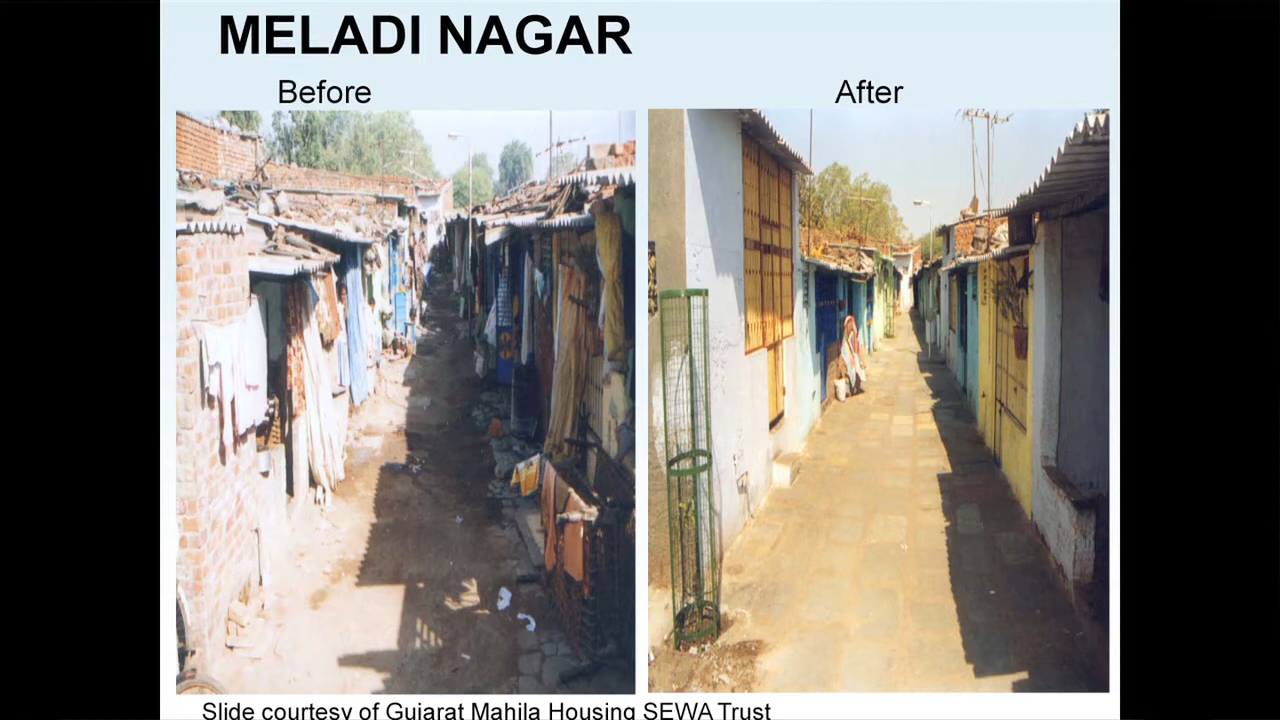 MELADI NAGAR
Before After
Slide courtesy of Gujarat Mahila Housing SEWA Trust